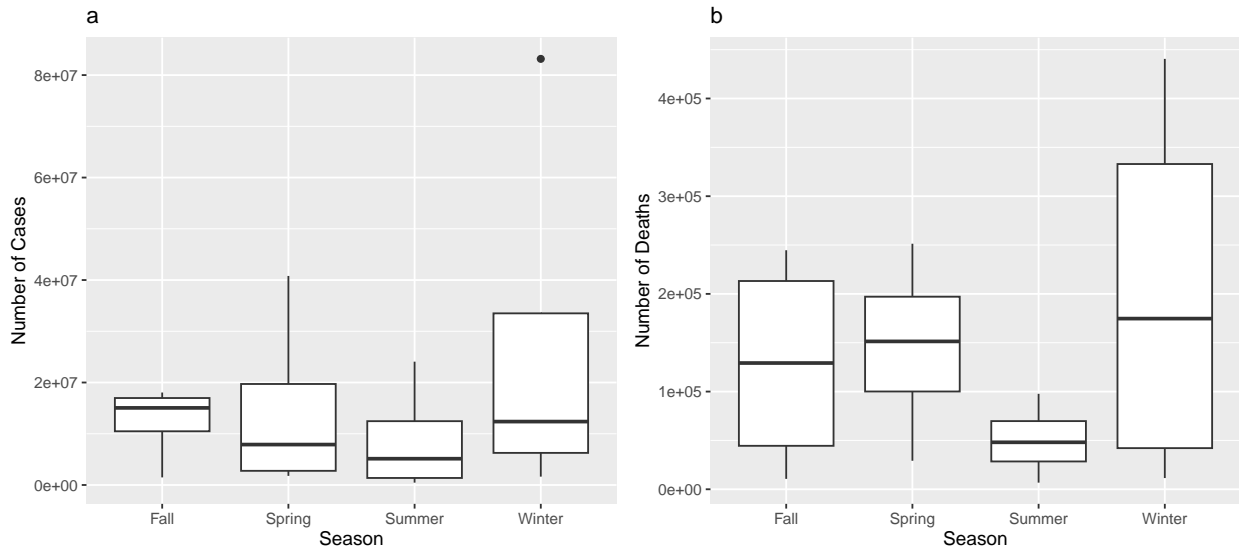 a
Number of Cases
8e+07
6e+07
4e+07
2e+07
0e+00
Fall
Spring
Summer
Winter
Season
b
Number of Deaths
4e+05
3e+05
2e+05
1e+05
0e+00
Fall
Spring
Summer
Winter
Season